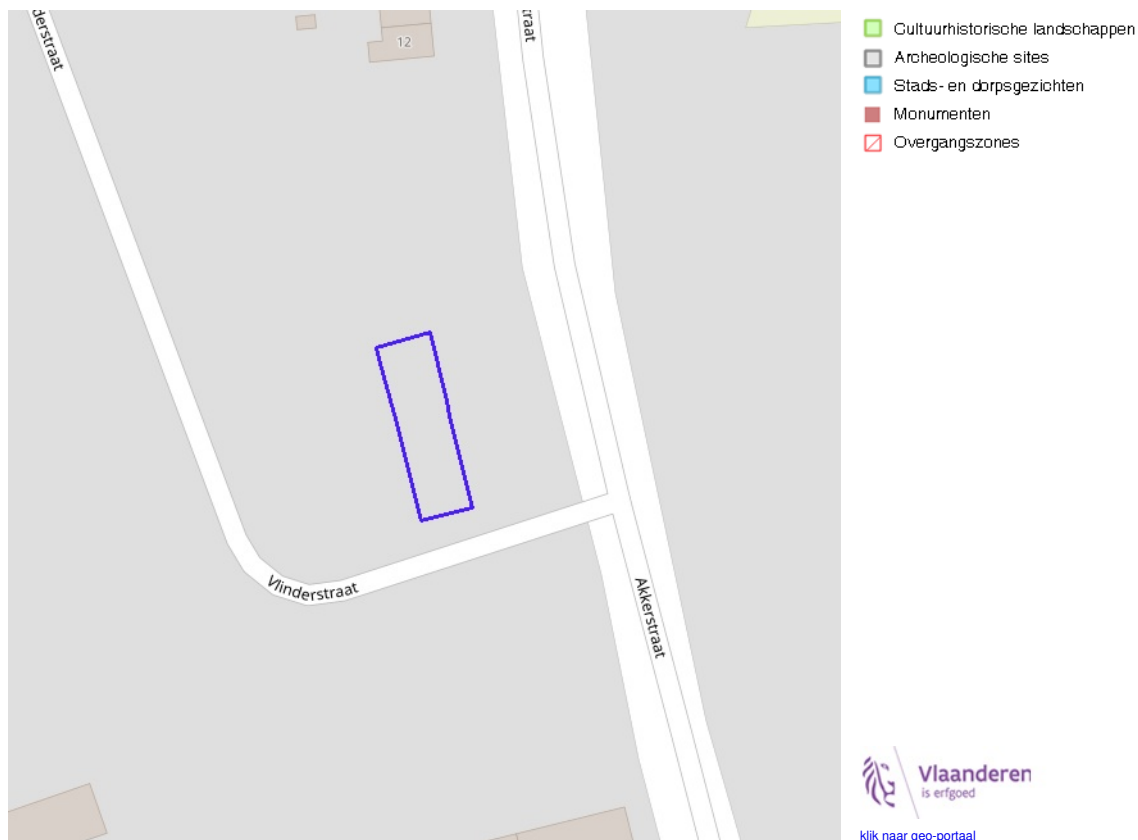 derstraat
12
straat
Vlinderstraat
Akkerstraat
Cultuurhistorische landschappen
Archeologische sites
Stads- en dorpsgezichten
Monumenten
Overgangszones
Vlaanderen
is erfgoed
klik naar geo-portaal